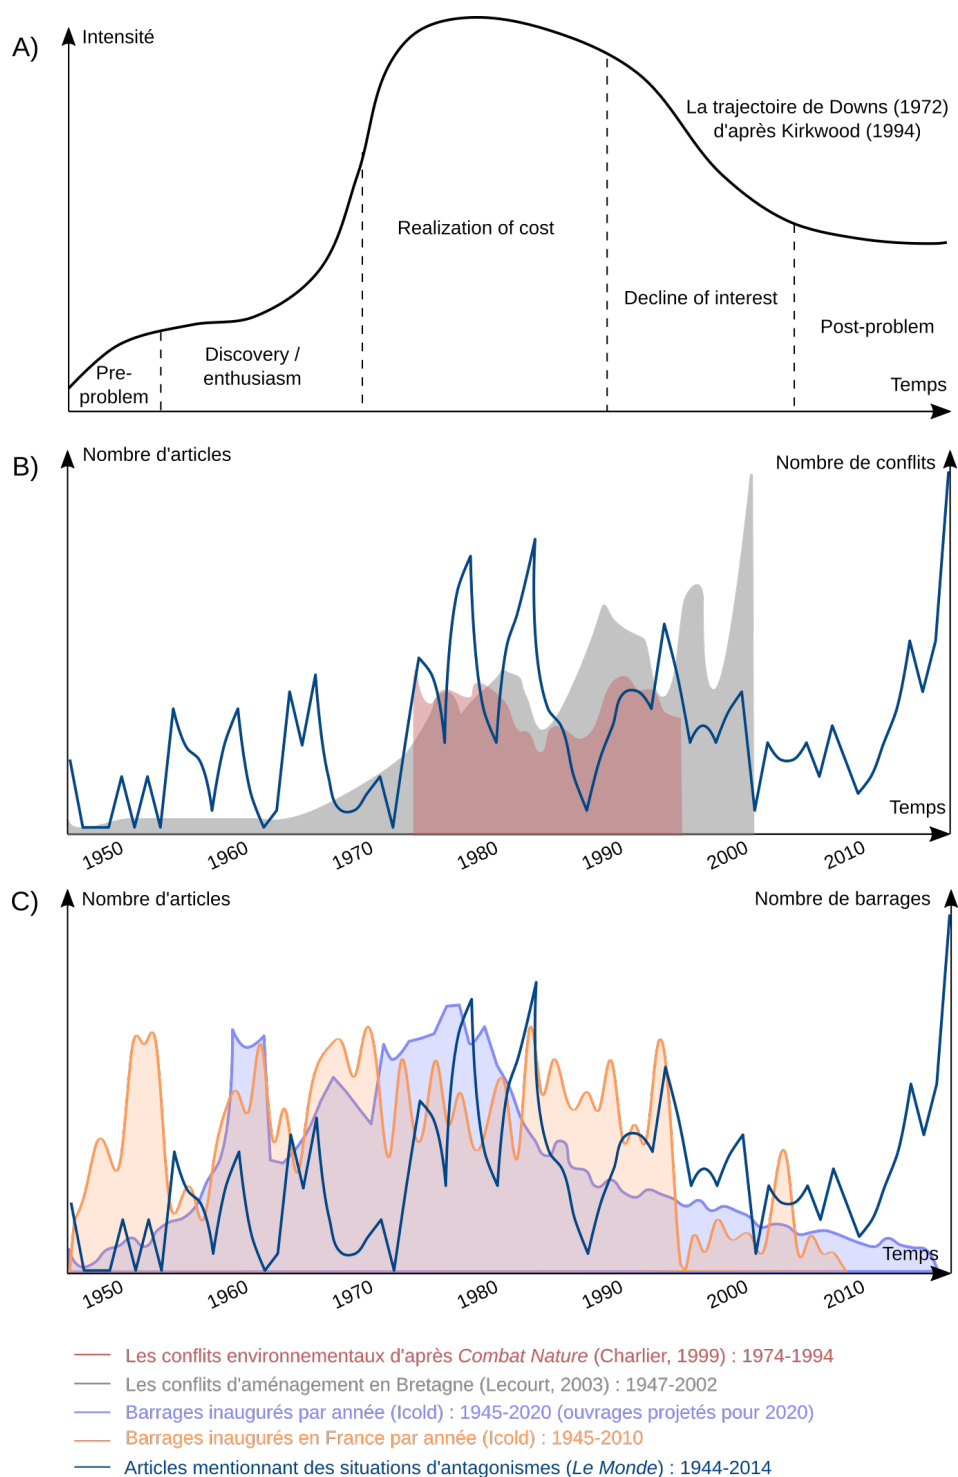 A)
Intensité
La trajectoire de Downs (1972)
d'après Kirkwood (1994)
Realization of cost
Decline of interest
Post-problem
Discovery /
enthusiasm
Pre-
problem
Temps
B)
Nombre d'articles
Nombre de conflits
Temps
1950 1960 1970 1980 1990 2000 2010
C)
Nombre d'articles
Nombre de barrages
Temps
1950 1960 1970 1980 1990 2000 2010
Les conflits environnementaux d'après Combat Nature (Charlier, 1999) : 1974-1994
Les conflits d'aménagement en Bretagne (Lecourt, 2003) : 1947-2002
Barrages inaugurés par année (Icold) : 1945-2020 (ouvrages projetés pour 2020)
Barrages inaugurés en France par année (Icold) : 1945-2010
Articles mentionnant des situations d'antagonismes (Le Monde) : 1944-2014